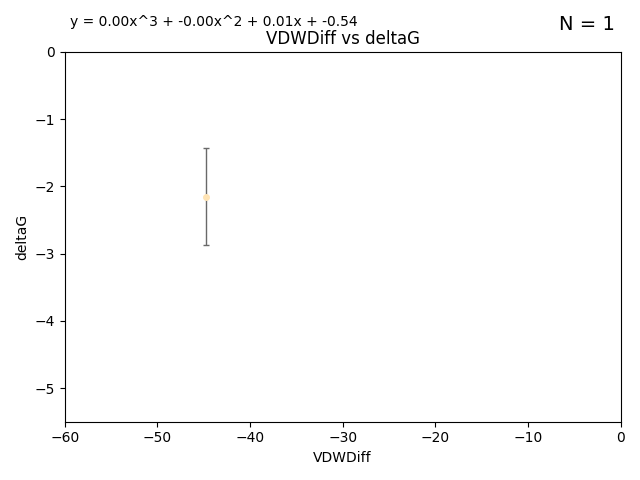 y = 0.00x^3 + -0.00x^2 + 0.01x + -0.54
N = 1
VDWDiff vs deltaG
0
−1
−2
−3
−4
−5
deltaG
−60 −50 −40 −30 −20 −10 0
VDWDiff